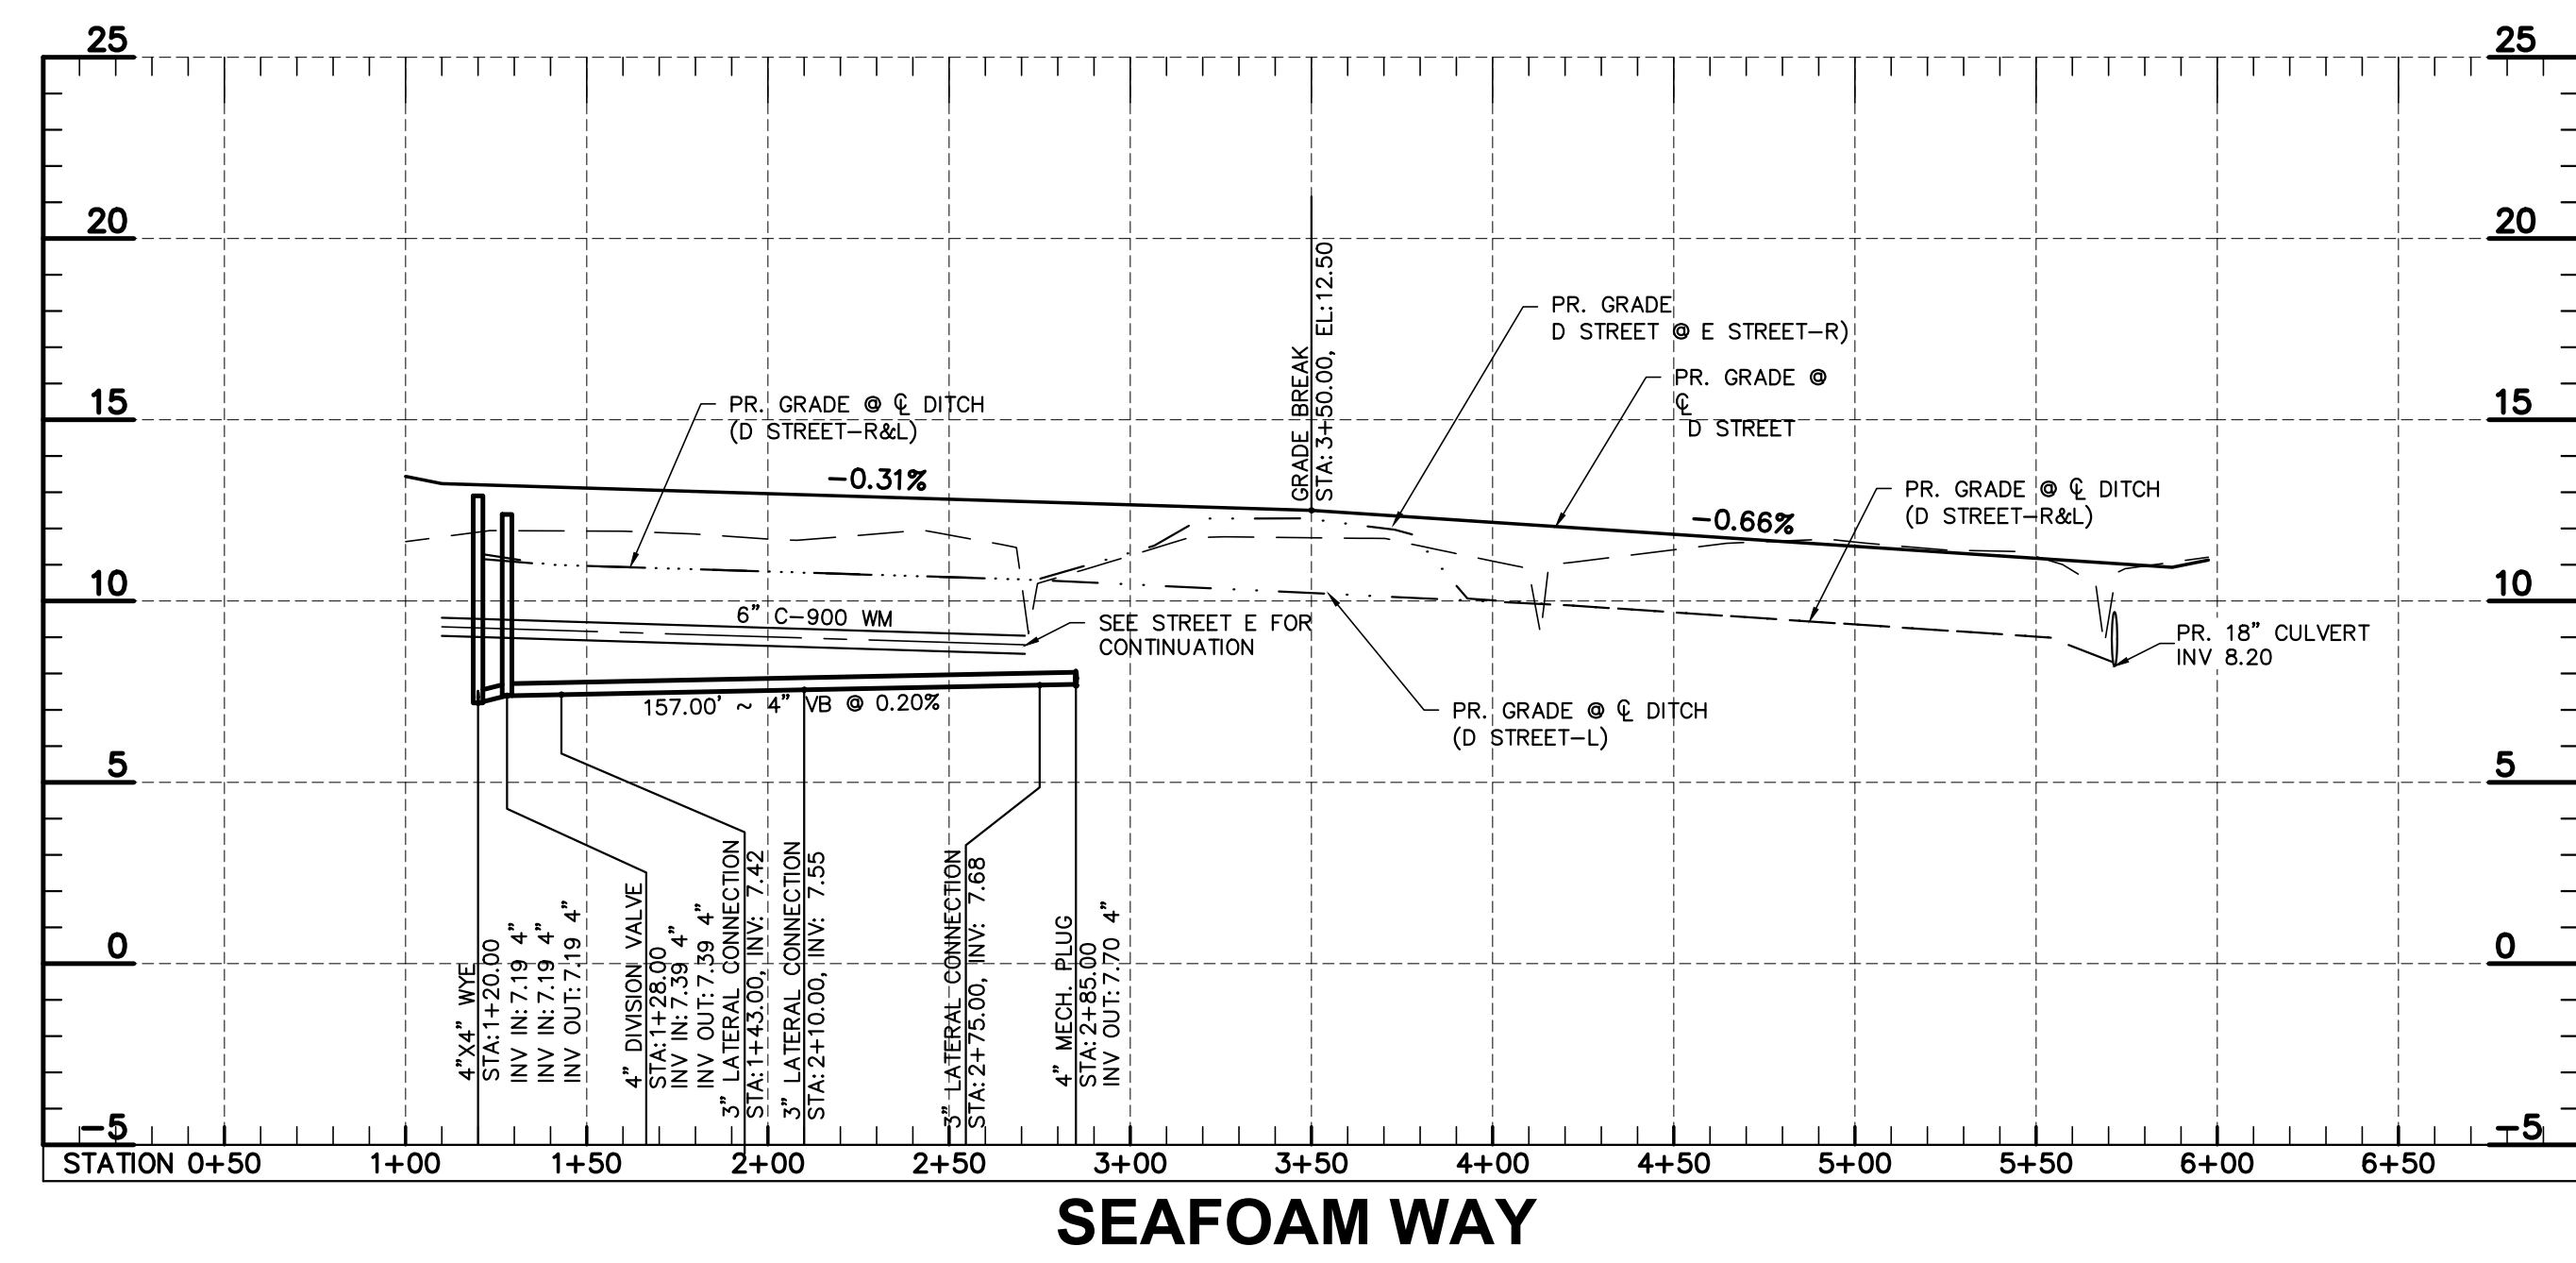 25
25
20
20
15
15
10
10
5
5
0
0
-5
-5
PR. GRADE @ ℄ DITCH
(D STREET-R&L)
-0.31%
GRADE BREAK
STA: 3+50.00, EL: 12.50
PR. GRADE
D STREET @ E STREET-R)
PR. GRADE @
℄
D STREET
-0.66%
PR. GRADE @ ℄ DITCH
(D STREET-R&L)
6" C-900 WM
SEE STREET E FOR
CONTINUATION
PR. 18" CULVERT
INV 8.20
157.00' ~ 4" VB @ 0.20%
PR. GRADE @ ℄ DITCH
(D STREET-L)
4"X4" WYE
STA: 1+20.00
INV IN: 7.19 4"
INV IN: 7.19 4"
INV OUT: 7.19 4"
4" DIVISION VALVE
STA: 1+28.00
INV IN: 7.39 4"
INV OUT: 7.39 4"
3" LATERAL CONNECTION
STA: 1+43.00, INV: 7.42
3" LATERAL CONNECTION
STA: 2+10.00, INV: 7.55
3" LATERAL CONNECTION
STA: 2+75.00, INV: 7.68
4" MECH. PLUG
STA: 2+85.00
INV OUT: 7.70 4"
STATION 0+50 1+00 1+50 2+00 2+50 3+00 3+50 4+00 4+50 5+00 5+50 6+00 6+50
SEAFOAM WAY